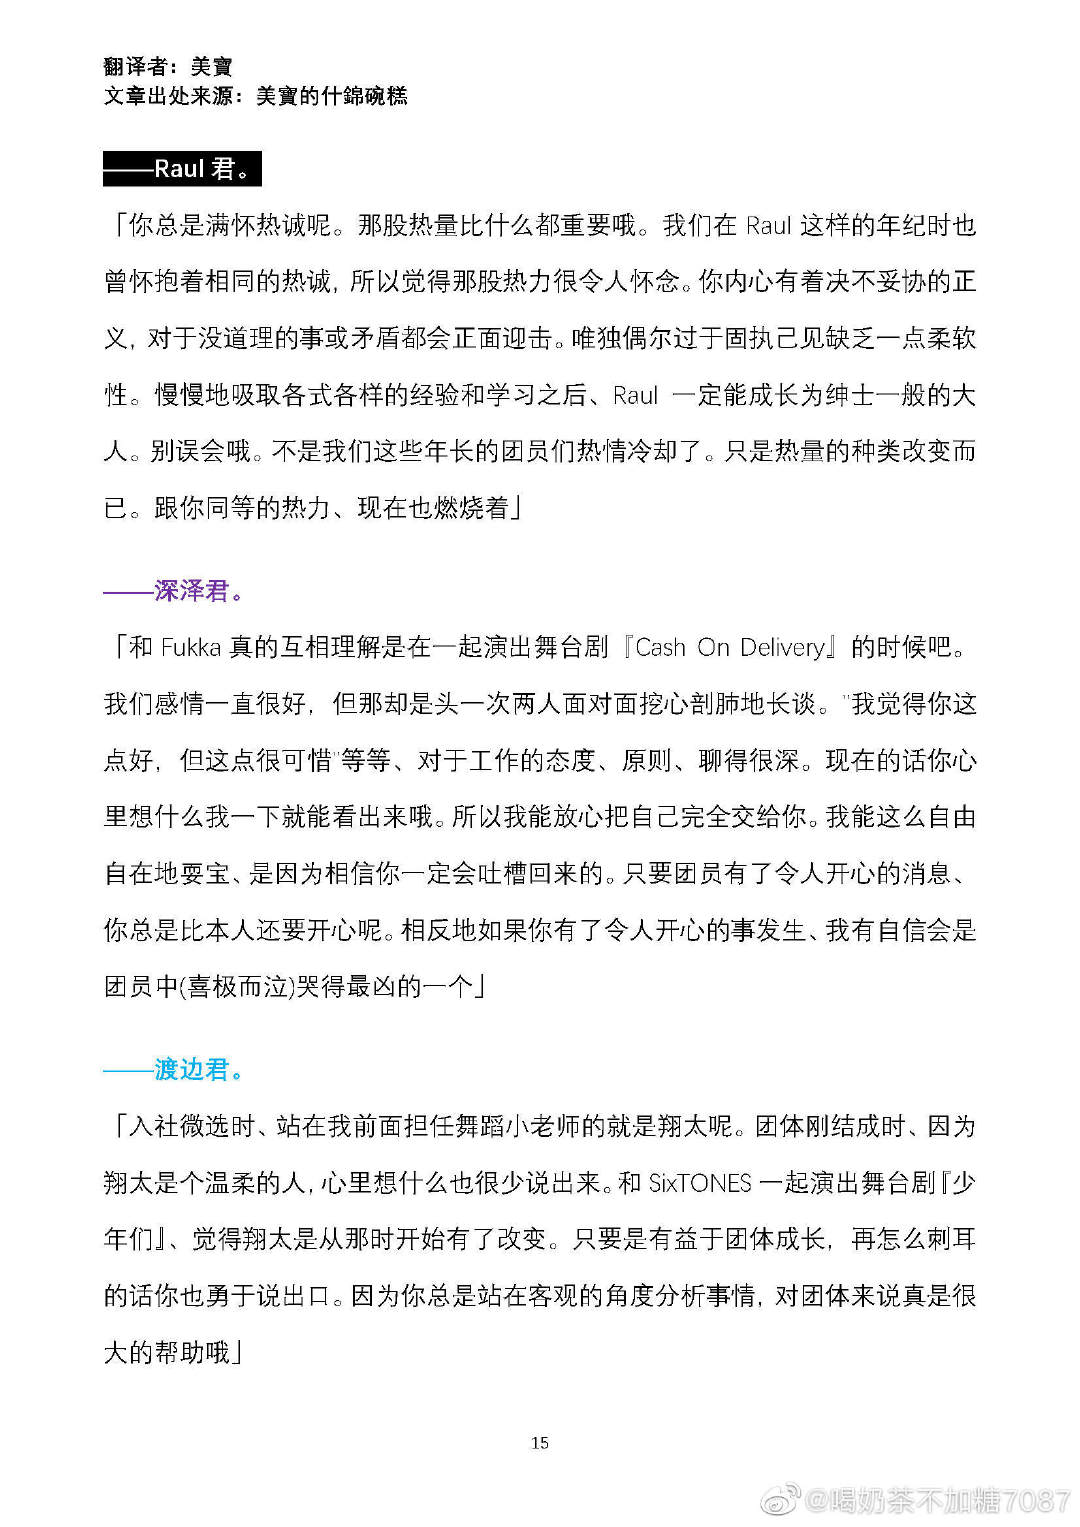 翻译者：美寶
文章出处来源：美寶的什錦碗糕
——Raul 君。
「你总是满怀热诚呢。那股热量比什么都重要哦。我们在 Raul 这样的年纪时也
曾怀抱着相同的热诚，所以觉得那股热力很令人怀念。你内心有着决不妥协的正
义，对于没道理的事或矛盾都会正面迎击。唯独偶尔过于固执己见缺乏一点柔软
性。慢慢地吸取各式各样的经验和学习之后、Raul 一定能成长为绅士一般的大
人。别误会哦。不是我们这些年长的团员们热情冷却了。只是热量的种类改变而
已。跟你同等的热力、现在也燃烧着」
——深泽君。
「和 Fukka 真的互相理解是在一起演出舞台剧『Cash On Delivery』的时候吧。
我们感情一直很好，但那却是头一次两人面对面挖心剖肺地长谈。"我觉得你这
点好，但这点很可惜"等等、对于工作的态度、原则、聊得很深。现在的话你心
里想什么我一下就能看出来哦。所以我能放心把自己完全交给你。我能这么自由
自在地耍宝、是因为相信你一定会吐槽回来的。只要团员有了令人开心的消息、
你总是比本人还要开心呢。相反地如果你有了令人开心的事发生、我有自信会是
团员中(喜极而泣)哭得最凶的一个」
——渡边君。
「入社微选时、站在我前面担任舞蹈小老师的就是翔太呢。团体刚结成时、因为
翔太是个温柔的人，心里想什么也很少说出来。和 SixTONES 一起演出舞台剧『少
年们』、觉得翔太是从那时开始有了改变。只要是有益于团体成长，再怎么刺耳
的话你也勇于说出口。因为你总是站在客观的角度分析事情，对团体来说真是很
大的帮助哦」
15
@喝奶茶不加糖7087